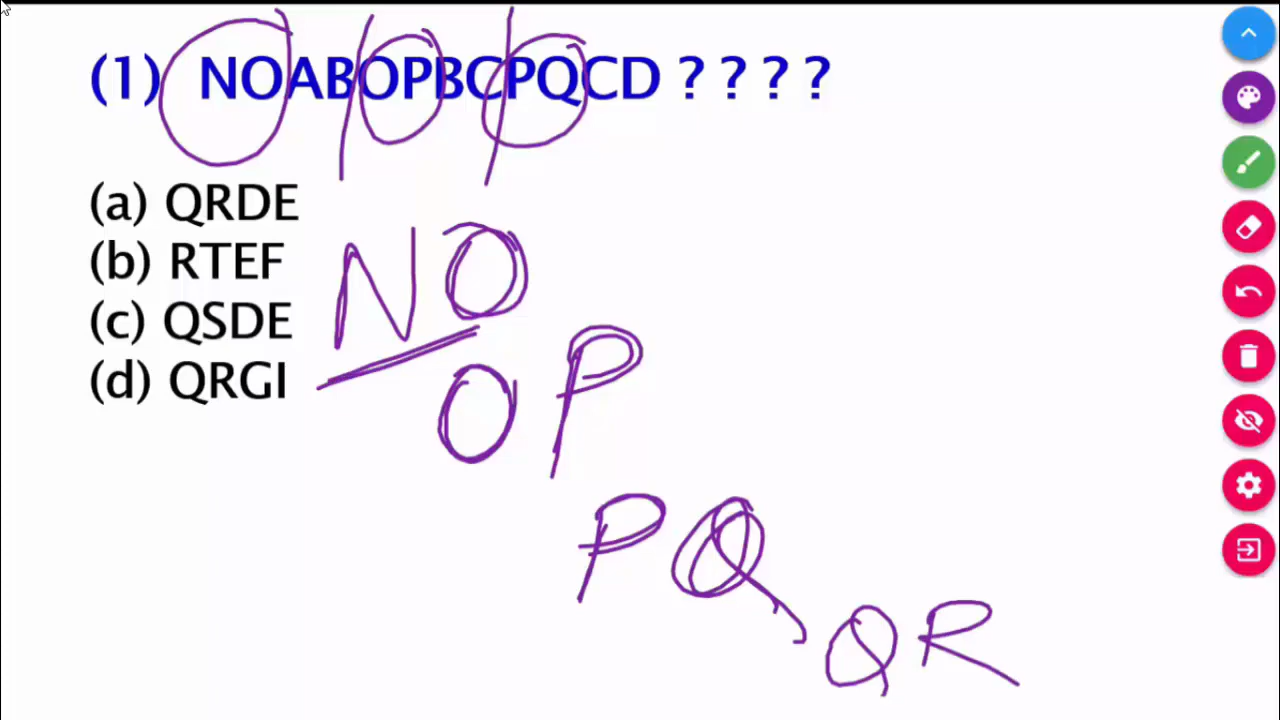 (1) NOABOPBCPQCD ? ? ? ?
(a) QRDE
(b) RTEF
(c) QSDE
(d) QRGI
NO
OP
PQ
QR